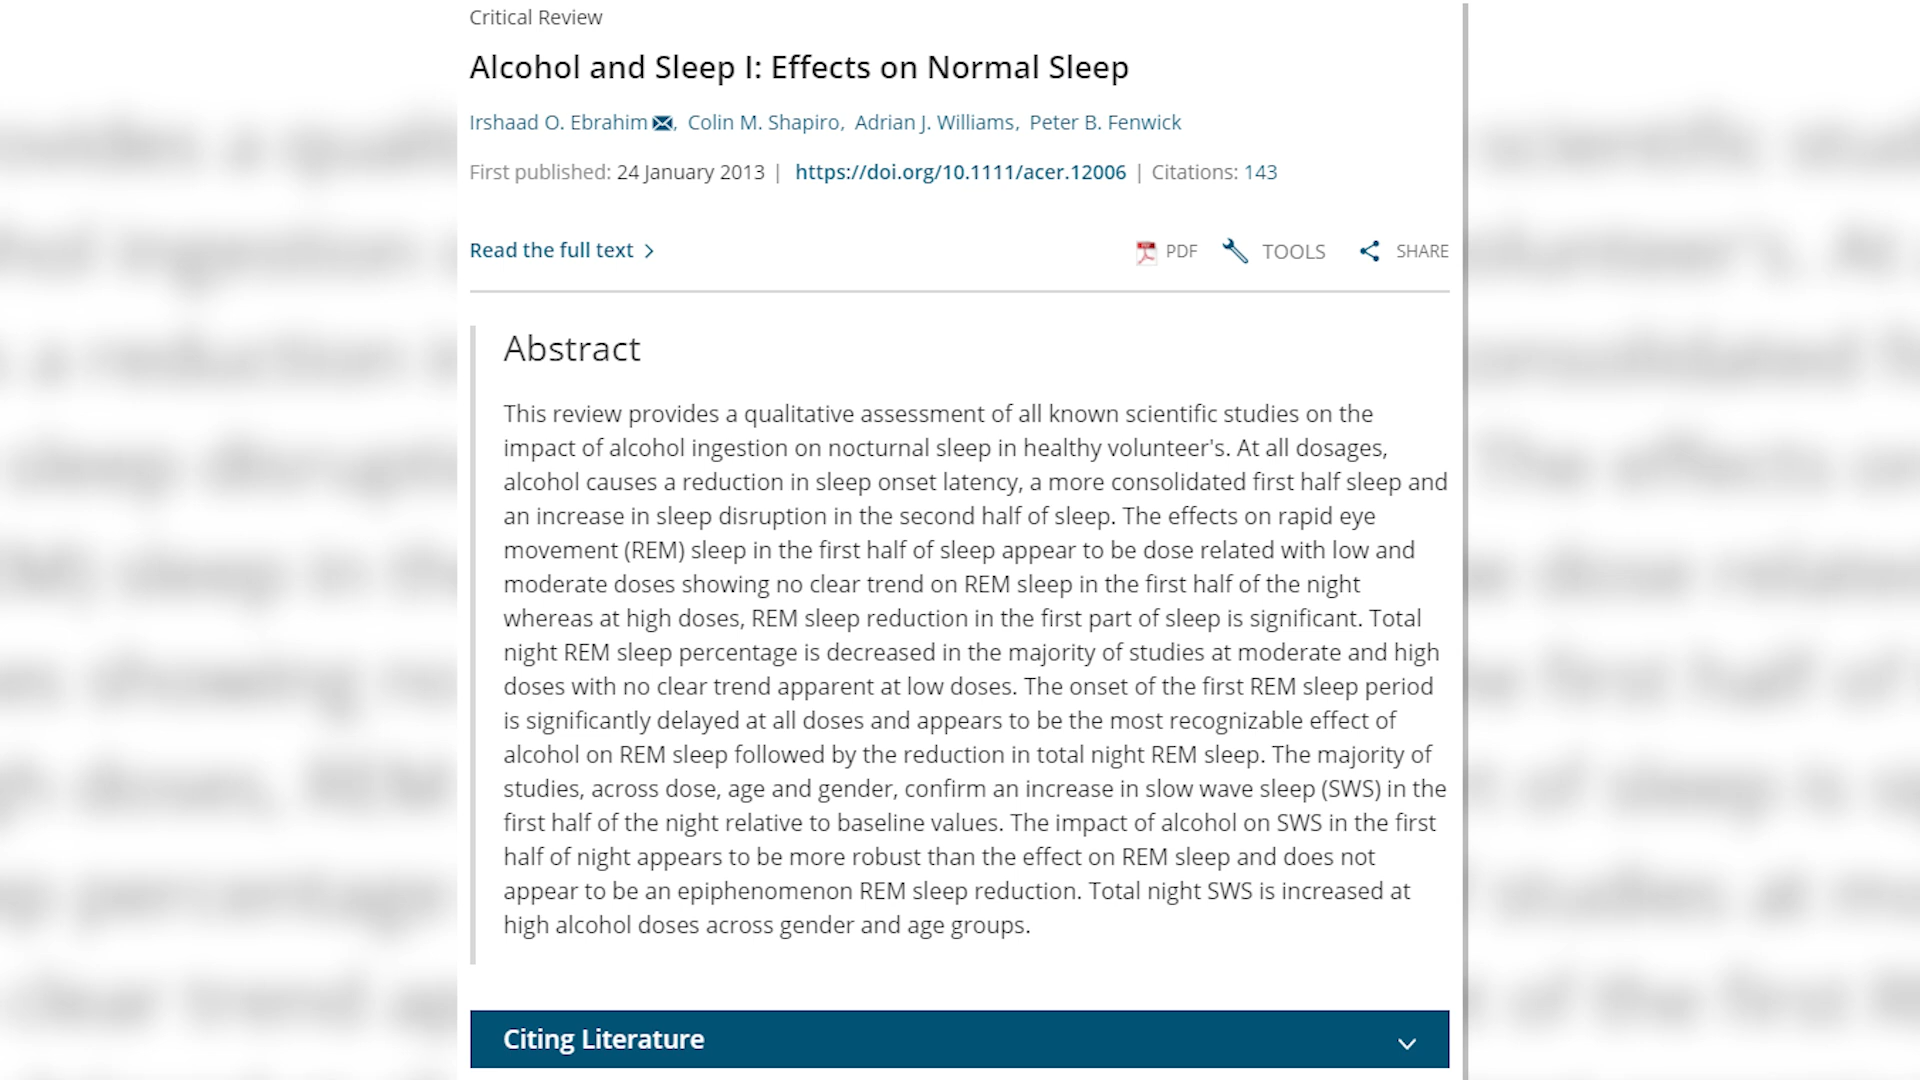 Critical Review
Alcohol and Sleep I: Effects on Normal Sleep
Irshaad O. Ebrahim, Colin M. Shapiro, Adrian J. Williams, Peter B. Fenwick
First published: 24 January 2013 | https://doi.org/10.1111/acer.12006 | Citations: 143
Read the full text > PDF TOOLS SHARE
Abstract
This review provides a qualitative assessment of all known scientific studies on the
impact of alcohol ingestion on nocturnal sleep in healthy volunteer's. At all dosages,
alcohol causes a reduction in sleep onset latency, a more consolidated first half sleep and
an increase in sleep disruption in the second half of sleep. The effects on rapid eye
movement (REM) sleep in the first half of sleep appear to be dose related with low and
moderate doses showing no clear trend on REM sleep in the first half of the night
whereas at high doses, REM sleep reduction in the first part of sleep is significant. Total
night REM sleep percentage is decreased in the majority of studies at moderate and high
doses with no clear trend apparent at low doses. The onset of the first REM sleep period
is significantly delayed at all doses and appears to be the most recognizable effect of
alcohol on REM sleep followed by the reduction in total night REM sleep. The majority of
studies, across dose, age and gender, confirm an increase in slow wave sleep (SWS) in the
first half of the night relative to baseline values. The impact of alcohol on SWS in the first
half of night appears to be more robust than the effect on REM sleep and does not
appear to be an epiphenomenon REM sleep reduction. Total night SWS is increased at
high alcohol doses across gender and age groups.
Citing Literature